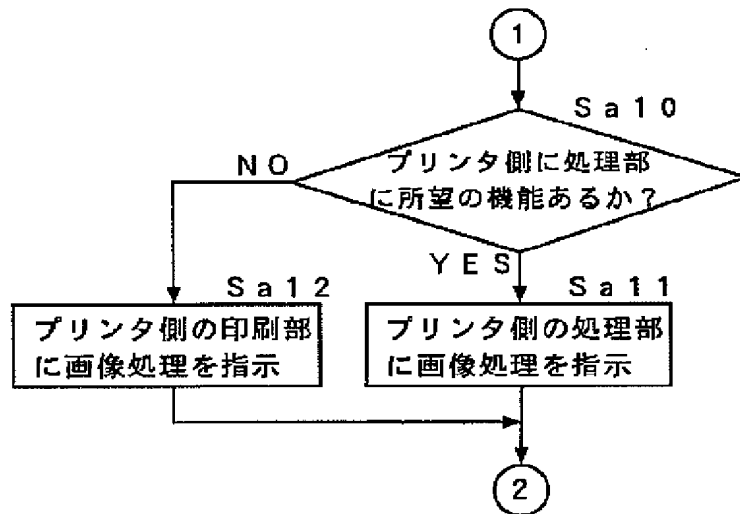 1
Sa10
プリンタ側に処理部
に所望の機能あるか？
NO
YES
Sa12
プリンタ側の印刷部
に画像処理を指示
Sa11
プリンタ側の処理部
に画像処理を指示
2